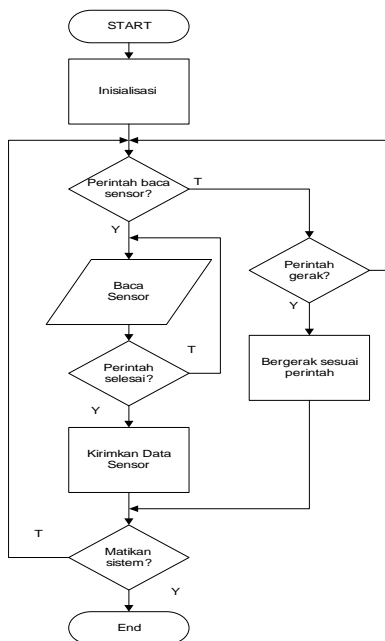 START
Inisialisasi
Perintah baca
sensor?
T
Y
Baca
Sensor
Perintah
gerak?
Y
Perintah
selesai?
T
Y
Bergerak sesuai
perintah
Kirimkan Data
Sensor
Matikan
sistem?
T
Y
End